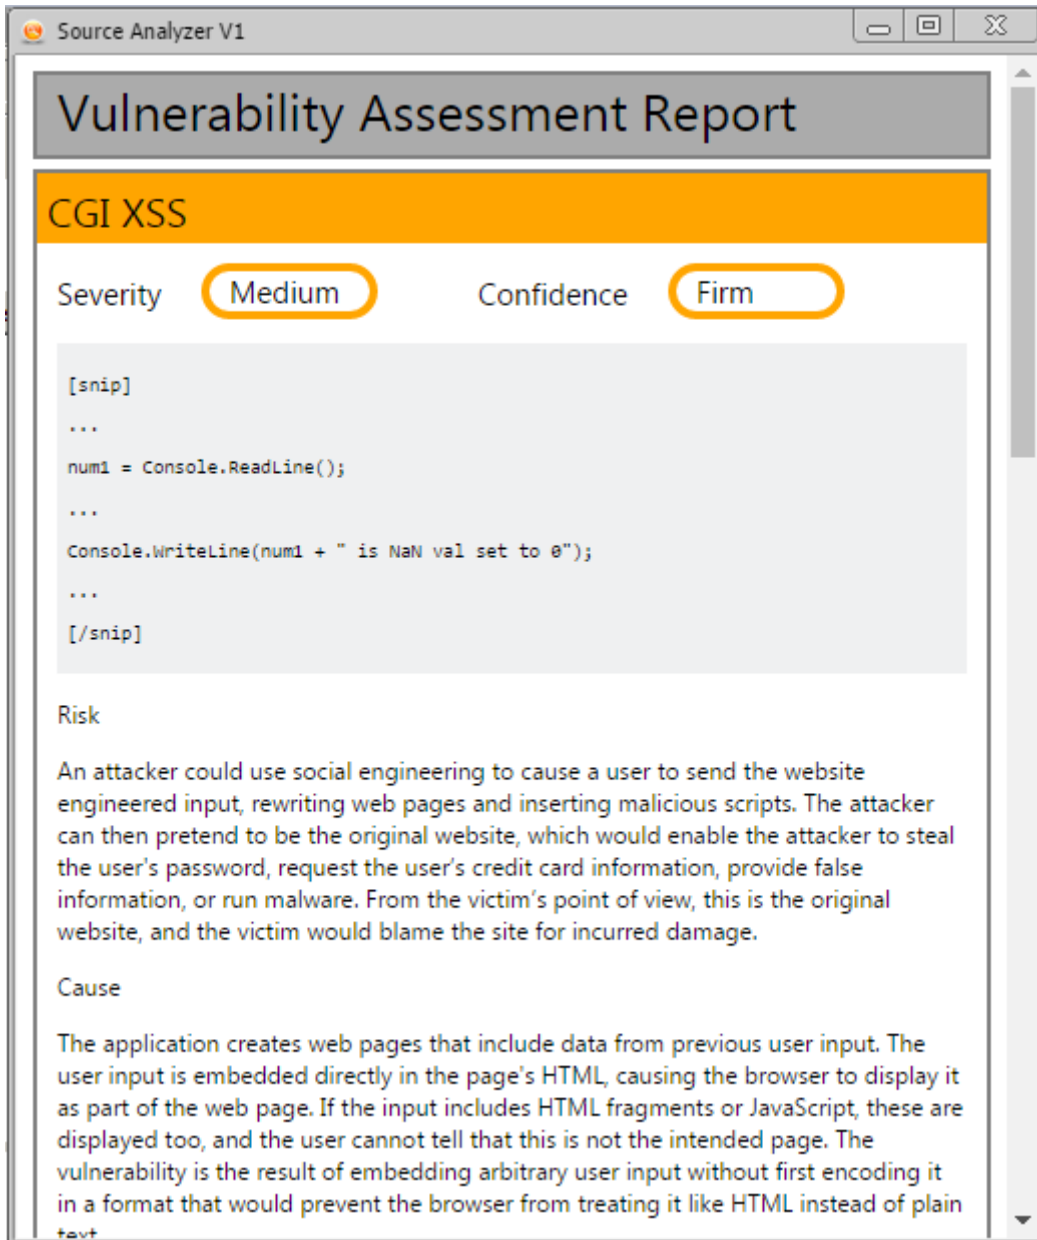 Source Analyzer V1
Vulnerability Assessment Report
CGI XSS
Severity Medium Confidence Firm
[snip]
...
num1 = Console.ReadLine();
...
Console.WriteLine(num1 + " is NaN val set to 0");
...
[/snip]
Risk
An attacker could use social engineering to cause a user to send the website
engineered input, rewriting web pages and inserting malicious scripts. The attacker
can then pretend to be the original website, which would enable the attacker to steal
the user's password, request the user's credit card information, provide false
information, or run malware. From the victim's point of view, this is the original
website, and the victim would blame the site for incurred damage.
Cause
The application creates web pages that include data from previous user input. The
user input is embedded directly in the page's HTML, causing the browser to display it
as part of the web page. If the input includes HTML fragments or JavaScript, these are
displayed too, and the user cannot tell that this is not the intended page. The
vulnerability is the result of embedding arbitrary user input without first encoding it
in a format that would prevent the browser from treating it like HTML instead of plain
text